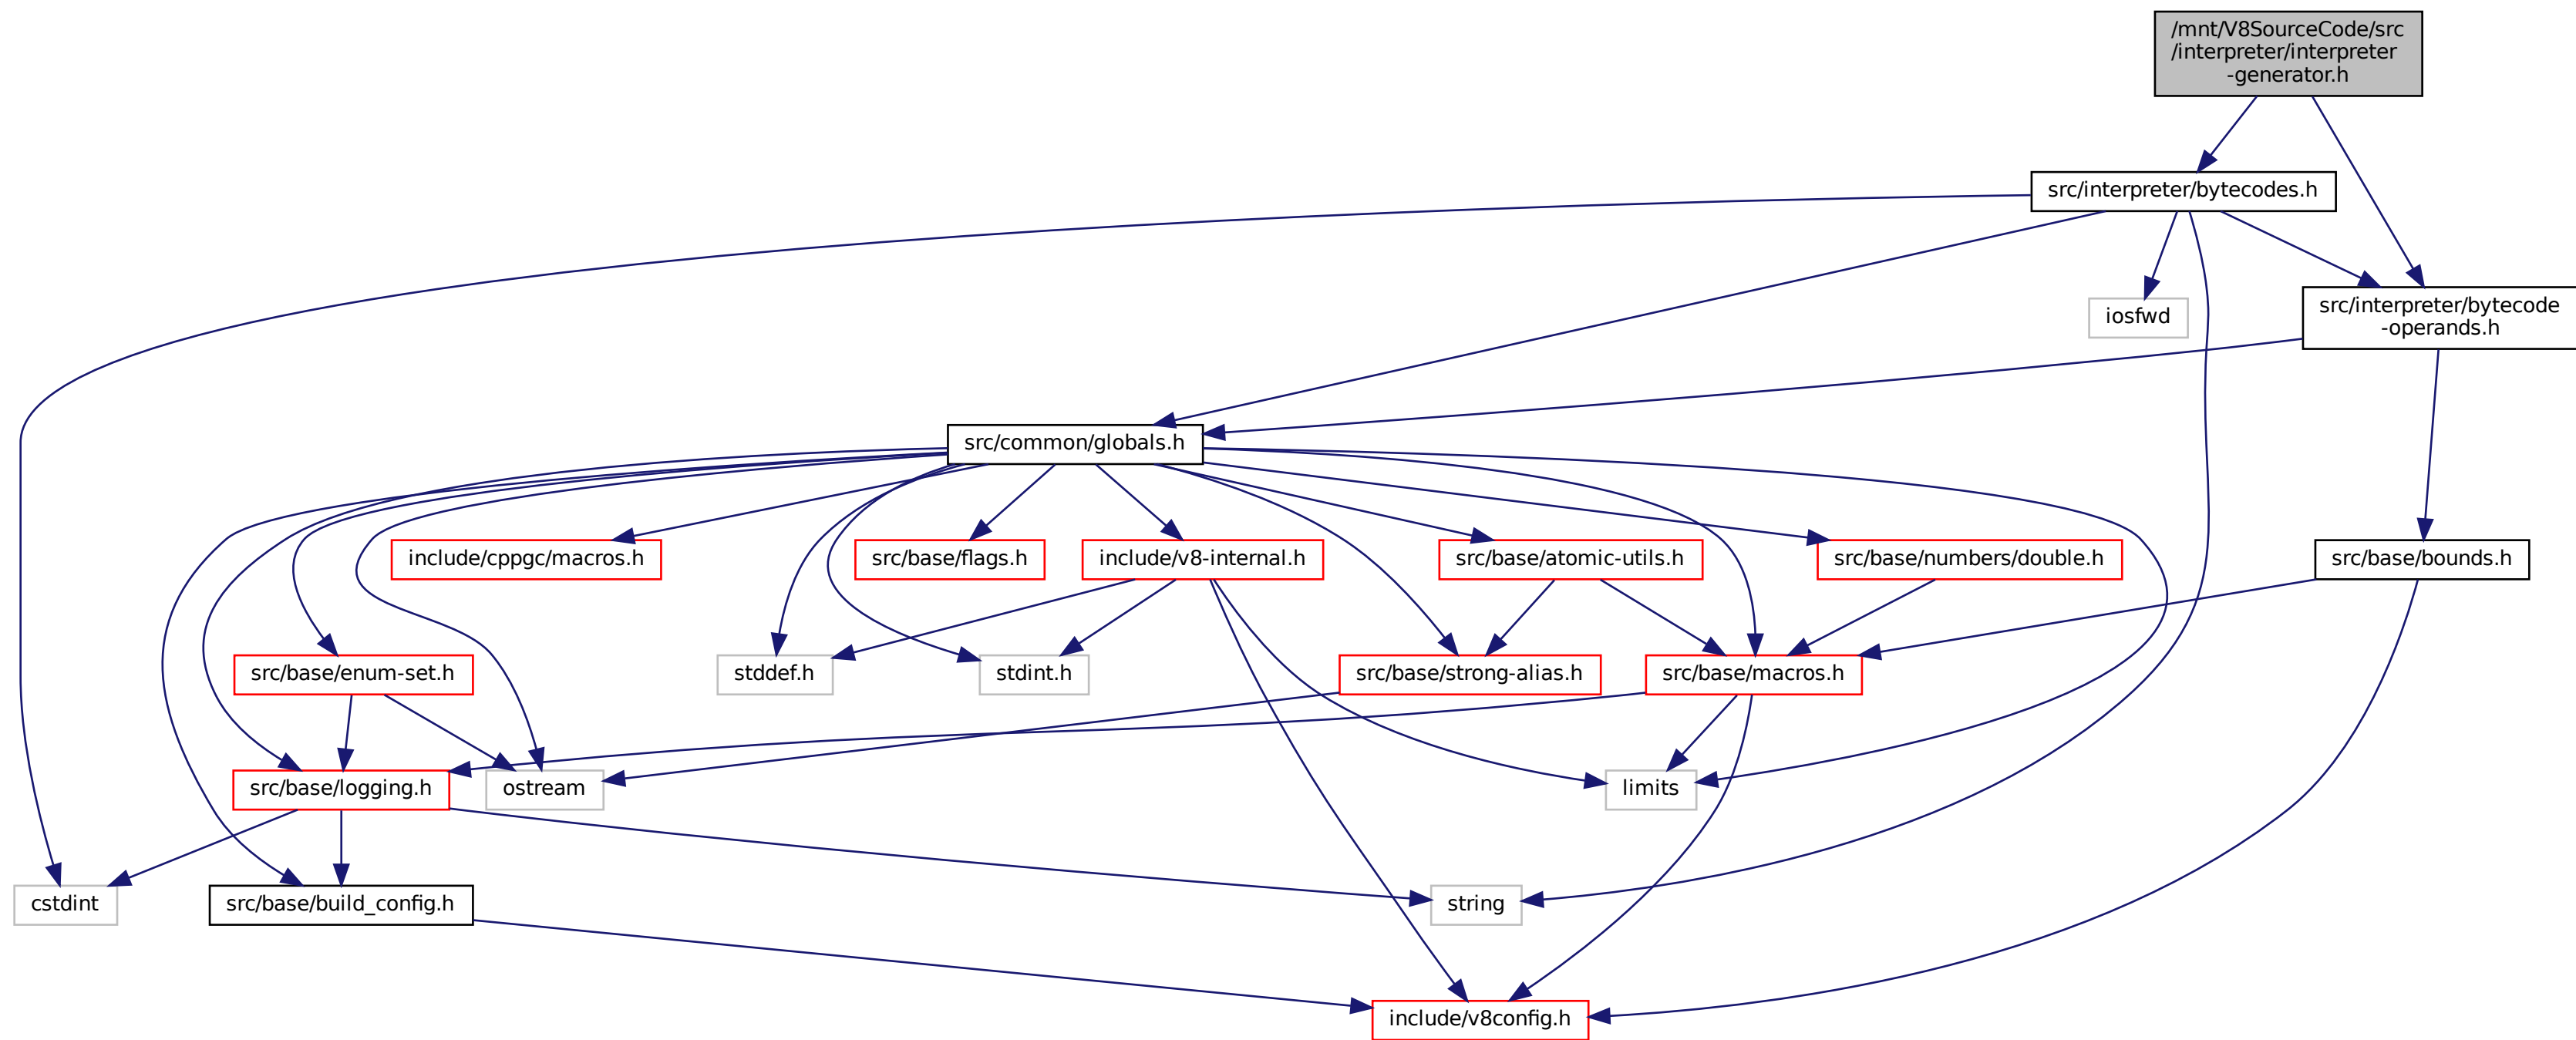 /mnt/V8SourceCode/src
/interpreter/interpreter
-generator.h
src/interpreter/bytecodes.h
iosfwd
src/interpreter/bytecode
-operands.h
src/common/globals.h
include/cppgc/macros.h
src/base/flags.h
include/v8-internal.h
src/base/atomic-utils.h
src/base/numbers/double.h
src/base/bounds.h
src/base/enum-set.h
stddef.h
stdint.h
src/base/strong-alias.h
src/base/macros.h
src/base/logging.h
ostream
limits
cstdint
src/base/build_config.h
string
include/v8config.h